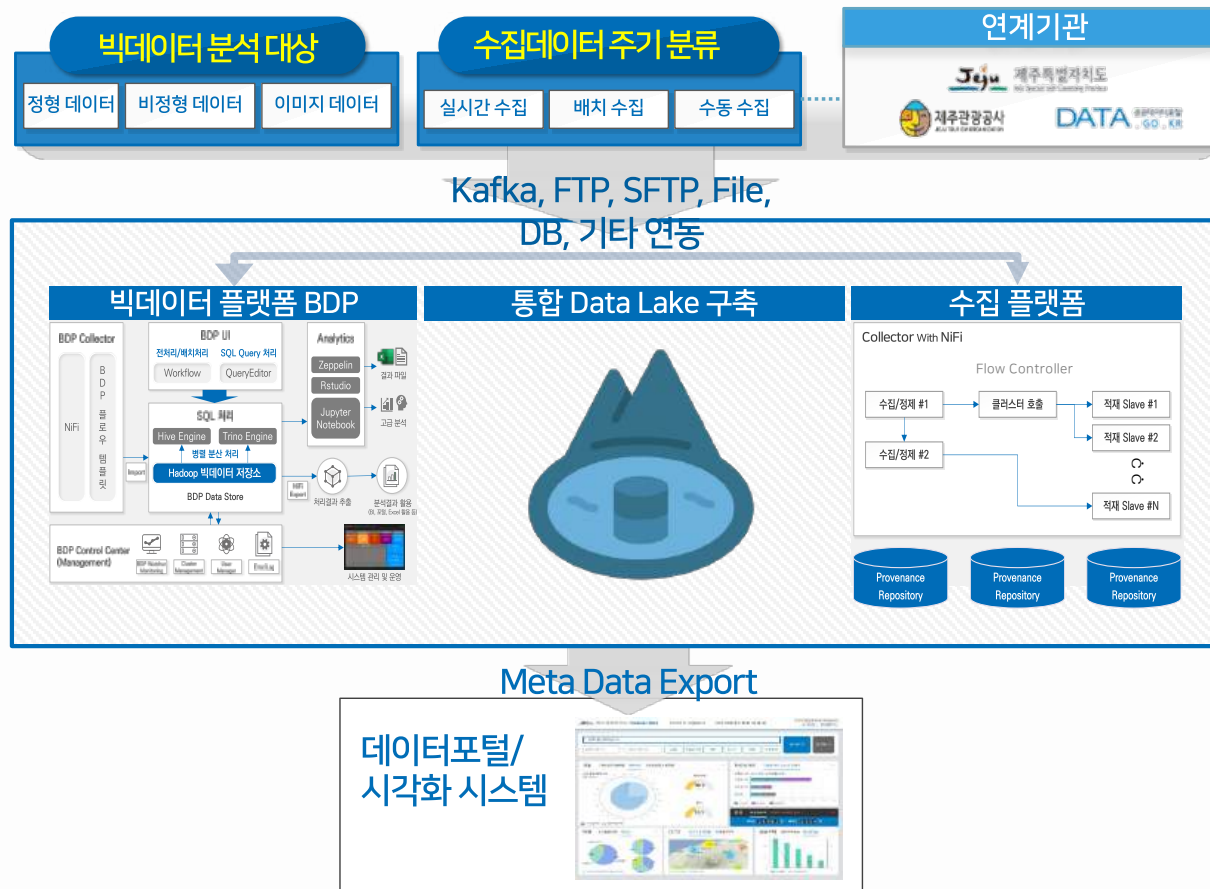 빅데이터 분석 대상
정형 데이터
비정형 데이터
이미지 데이터
수집데이터 주기 분류
실시간 수집
배치 수집
수동 수집
연계기관
Jeju 제주특별자치도
제주관광공사
DATA
.GO.KR
Kafka, FTP, SFTP, File,
DB, 기타 연동
빅데이터 플랫폼 BDP
BDP Collector
NiFi
BDP 플로우 템플릿
Import
BDP UI
전처리/배치처리
SQL Query 처리
Workflow
QueryEditor
SQL 처리
Hive Engine
Trino Engine
병렬 분산 처리
Hadoop 빅데이터 저장소
BDP Data Store
Analytics
Zeppelin
Rstudio
Jupyter
Notebook
결과 파일
고급 분석
NiFi
Export
처리결과 추출
분석결과 활용
BDP Control Center
(Management)
Cluster
Management
User
Manager
시스템 관리 및 운영
통합 Data Lake 구축
수집 플랫폼
Collector With NiFi
Flow Controller
수집/정제 #1
클러스터 호출
적재 Slave #1
적재 Slave #2
수집/정제 #2
적재 Slave #N
Provenance
Repository
Provenance
Repository
Provenance
Repository
Meta Data Export
데이터포털/
시각화 시스템